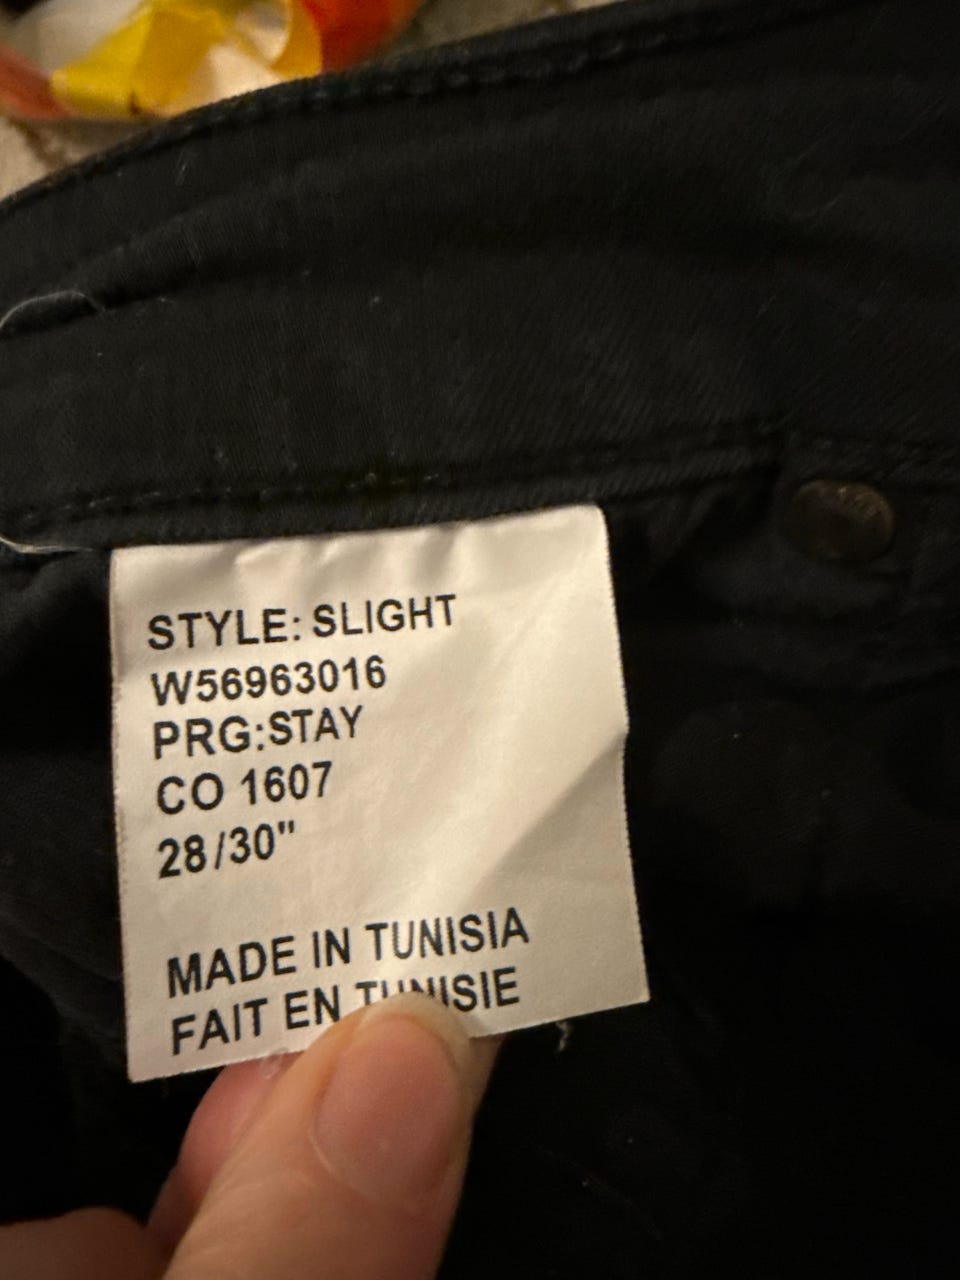 STYLE: SLIGHT
W56963016
PRG:STAY
CO 1607
28/30"
MADE IN TUNISIA
FAIT EN TUNISIE